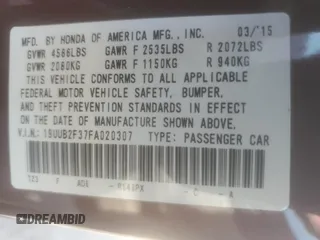 MFD. BY HONDA OF AMERICA MFG., INC. 03/15
GVWR 4586LBS GAWR F 2535LBS R 2072LBS
GVWR 2080KG GAWR F 1150KG R 940KG
THIS VEHICLE CONFORMS TO ALL APPLICABLE
FEDERAL MOTOR VEHICLE SAFETY, BUMPER,
AND THEFT PREVENTION STANDARDS IN EFFECT
ON THE DATE OF MANUFACTURE SHOWN ABOVE.
V.I.N.: 19UUB2F37FA020307 TYPE: PASSENGER CAR
C A